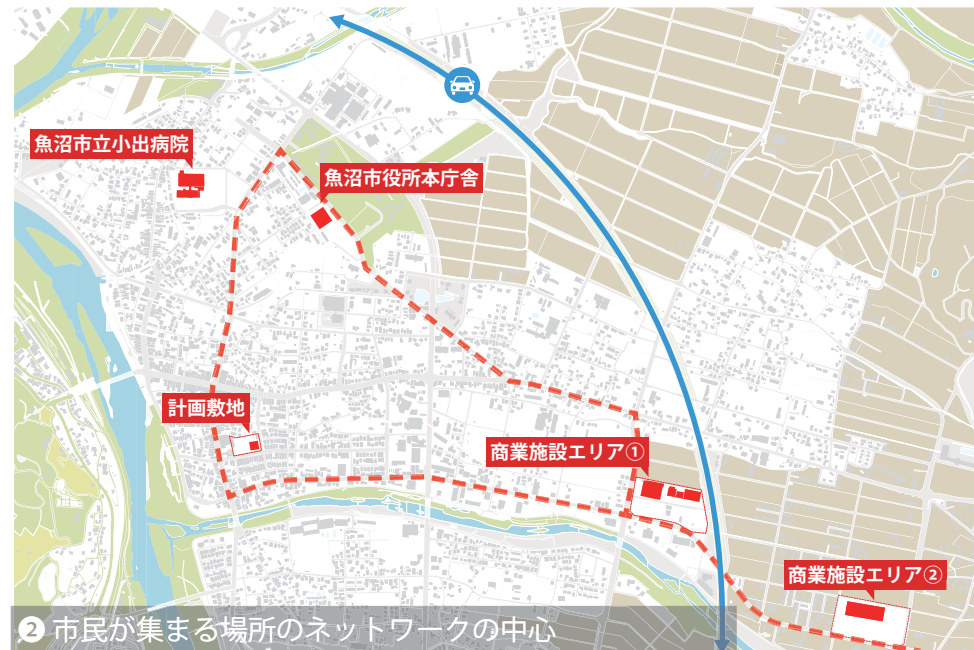 魚沼市立小出病院
魚沼市役所本庁舎
計画敷地
商業施設エリア①
商業施設エリア②
❷ 市民が集まる場所のネットワークの中心